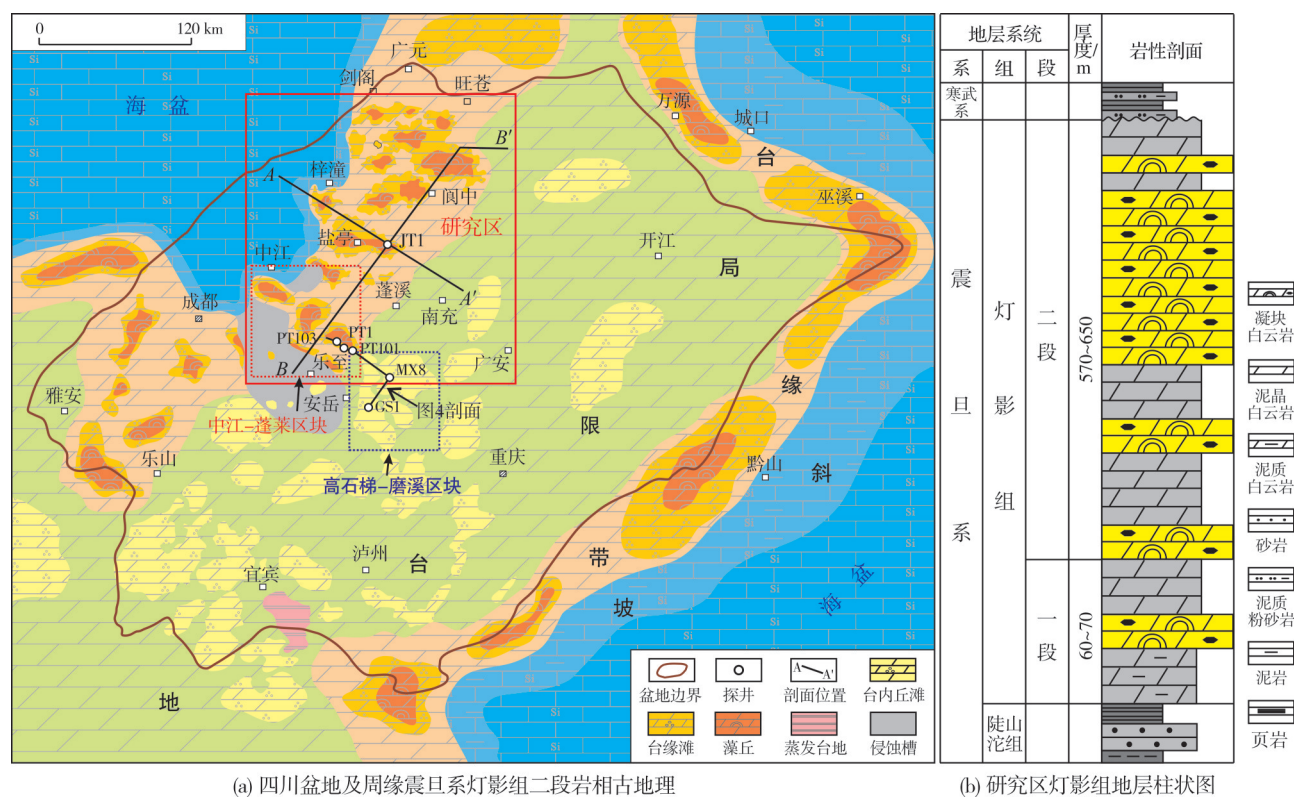 0
120 km
广元
剑阁
旺苍
海 盆
万源
城口
台
B'
A
梓潼
阆中
巫溪
研究区
盐亭
JT1
开江
中江
局
蓬溪
A'
南充
成都
PT103
PT1
PT101
广安
B
乐至
MX8
缘
雅安
安岳
GS1
图4剖面
中江–蓬莱区块
限
乐山
重庆
黔山
斜
高石梯–磨溪区块
泸州
宜宾
台
带
海 盆
坡
地
盆地边界
探井
A
A'
剖面位置
台内丘滩
台缘滩
藻丘
蒸发台地
侵蚀槽
Si
(a) 四川盆地及周缘震旦系灯影组二段岩相古地理
地层系统
厚度/m
岩性剖面
系
组
段
寒武系
震旦系
灯影组
二段
570~650
一段
60~70
陡山沱组
凝块白云岩
泥晶白云岩
泥质白云岩
砂岩
泥质粉砂岩
泥岩
页岩
(b) 研究区灯影组地层柱状图